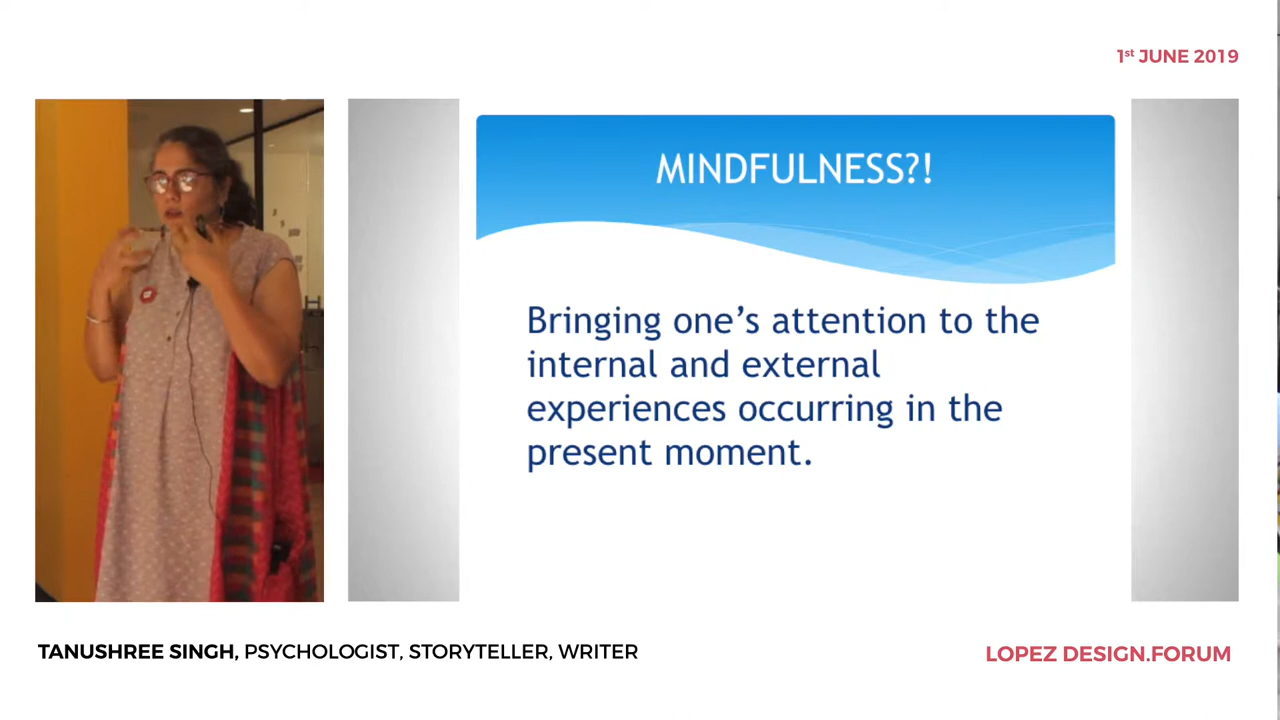 1st JUNE 2019
MINDFULNESS?!
Bringing one’s attention to the
internal and external
experiences occurring in the
present moment.
TANUSHREE SINGH, PSYCHOLOGIST, STORYTELLER, WRITER
LOPEZ DESIGN.FORUM